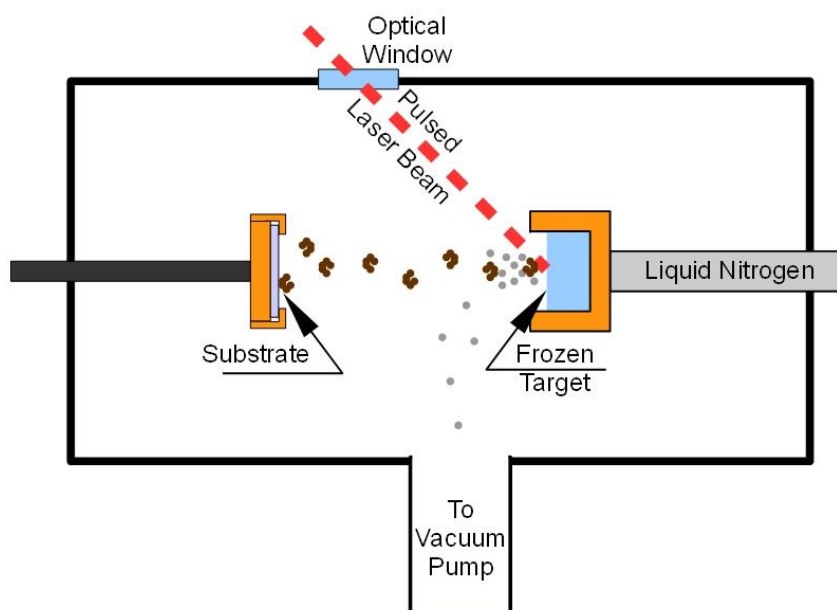 Optical
Window
Pulsed
Laser Beam
Liquid Nitrogen
Substrate
Frozen
Target
To
Vacuum
Pump